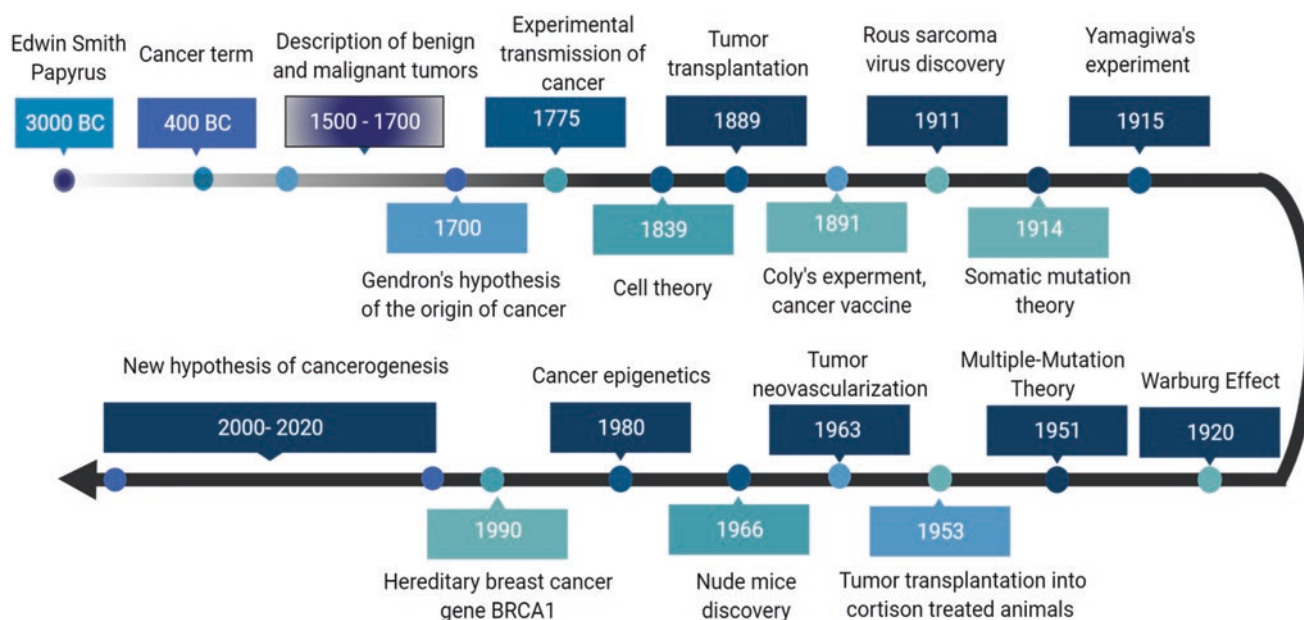 Edwin Smith
Papyrus
3000 BC
Cancer term
400 BC
Description of benign
and malignant tumors
1500 - 1700
1700
Gendron's hypothesis
of the origin of cancer
Experimental
transmission of
cancer
1775
1839
Cell theory
Tumor
transplantation
1889
1891
Coly's experment,
cancer vaccine
Rous sarcoma
virus discovery
1911
1914
Somatic mutation
theory
Yamagiwa's
experiment
1915
Warburg Effect
1920
Multiple-Mutation
Theory
1951
1953
Tumor transplantation into
cortison treated animals
Tumor
neovascularization
1963
1966
Nude mice
discovery
Cancer epigenetics
1980
1990
Hereditary breast cancer
gene BRCA1
New hypothesis of cancerogenesis
2000- 2020